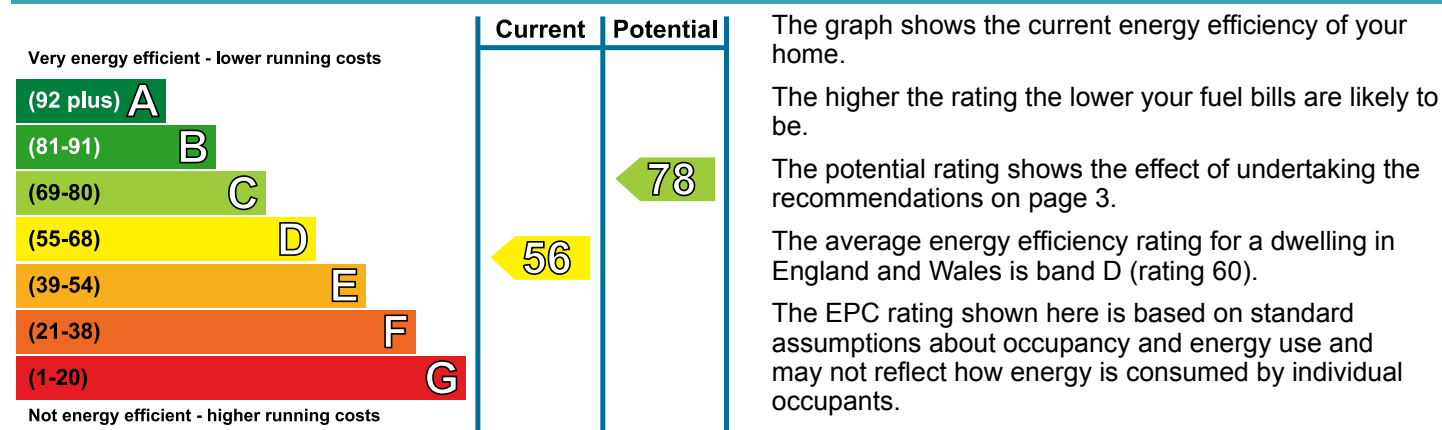 Current Potential
Very energy efficient - lower running costs
(92 plus) A
(81-91) B
(69-80) C
(55-68) D
(39-54) E
(21-38) F
(1-20) G
Not energy efficient - higher running costs
78
56
The graph shows the current energy efficiency of your
home.
The higher the rating the lower your fuel bills are likely to
be.
The potential rating shows the effect of undertaking the
recommendations on page 3.
The average energy efficiency rating for a dwelling in
England and Wales is band D (rating 60).
The EPC rating shown here is based on standard
assumptions about occupancy and energy use and
may not reflect how energy is consumed by individual
occupants.